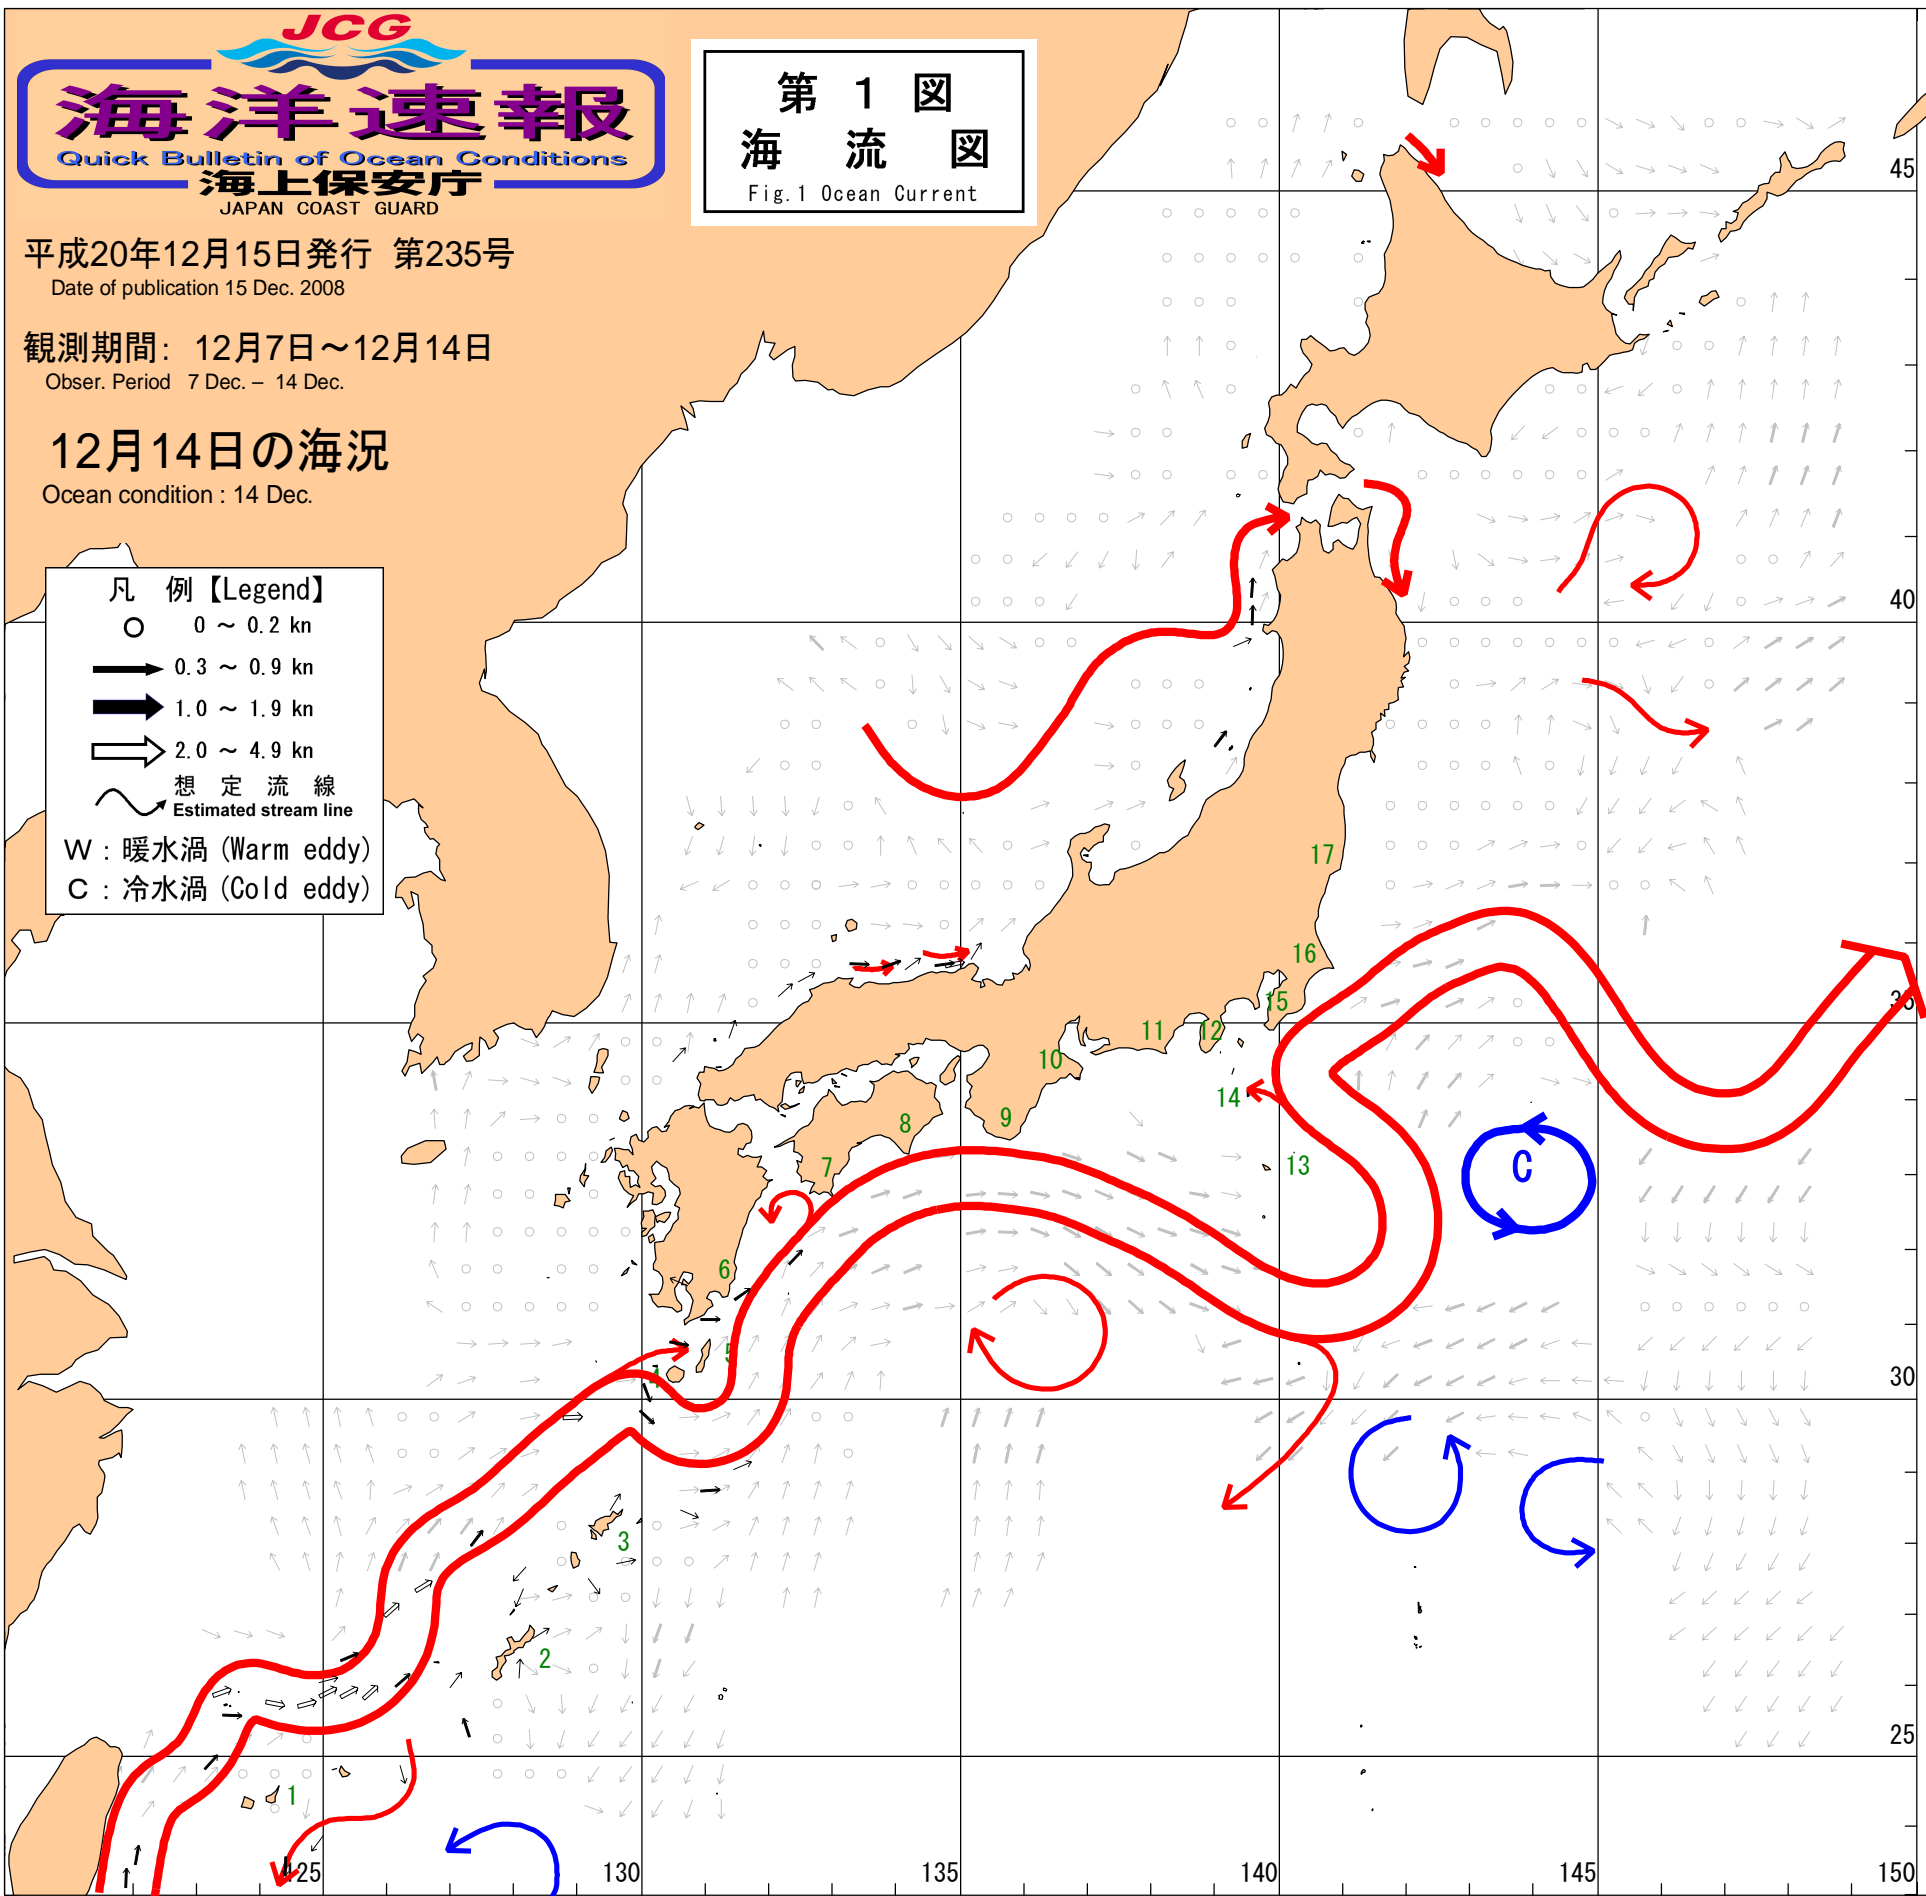 JCG
海洋速報
Quick Bulletin of Ocean Conditions
海上保安庁
JAPAN COAST GUARD
第 1 図
海 流 図
Fig.1 Ocean Current
平成20年12月15日発行 第235号
Date of publication 15 Dec. 2008
観測期間: 12月7日~12月14日
Obser. Period 7 Dec. – 14 Dec.
12月14日の海況
Ocean condition : 14 Dec.
凡 例【Legend】
0 ~ 0.2 kn
0.3 ~ 0.9 kn
1.0 ~ 1.9 kn
2.0 ~ 4.9 kn
想 定 流 線
Estimated stream line
W : 暖水渦 (Warm eddy)
C : 冷水渦 (Cold eddy)
45
40
17
16
15
35
11
12
10
14
9
8
13
C
7
6
5
4
30
3
2
25
1
125
130
135
140
145
150